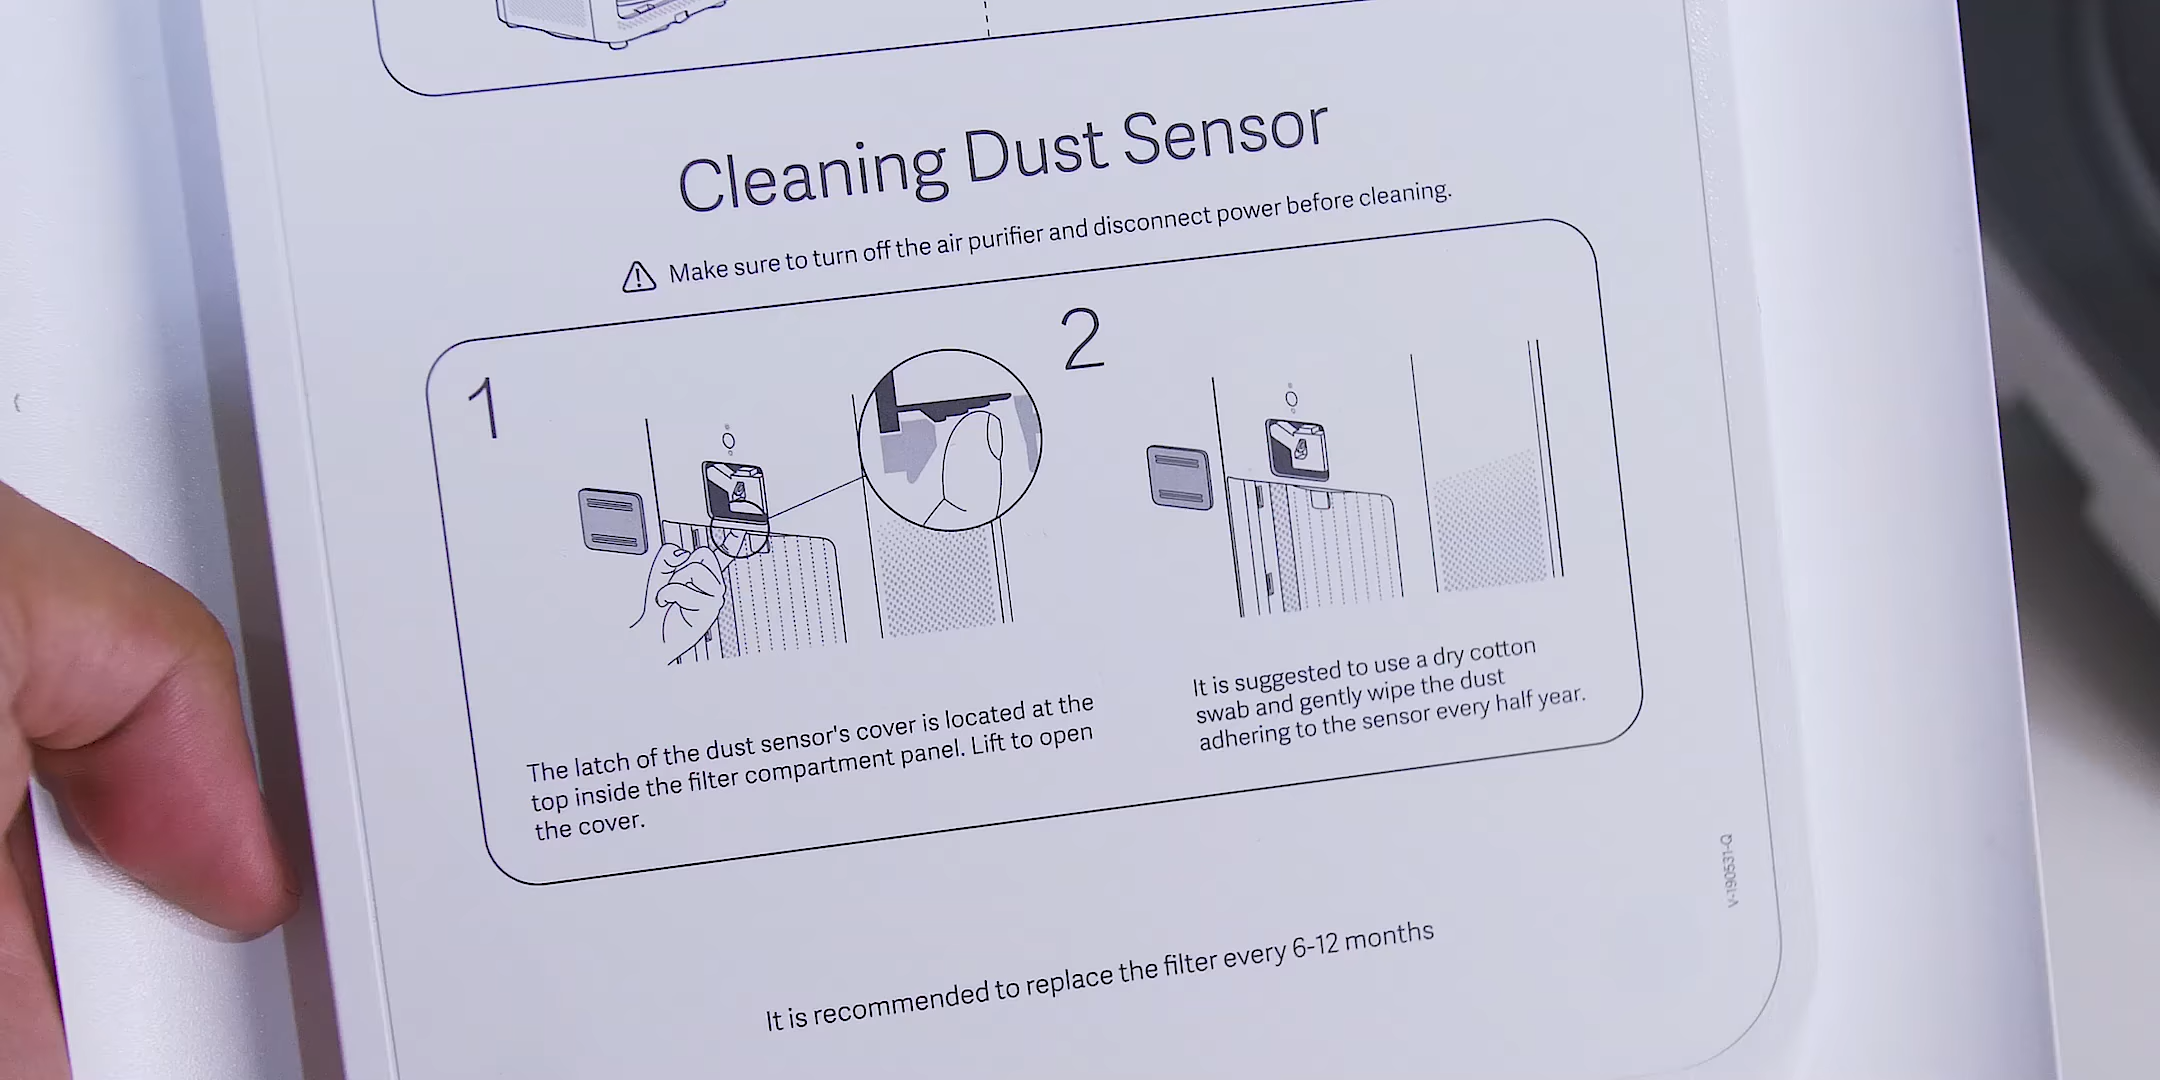 Cleaning Dust Sensor
Make sure to turn off the air purifier and disconnect power before cleaning.
1
The latch of the dust sensor's cover is located at the
top inside the filter compartment panel. Lift to open
the cover.
2
It is suggested to use a dry cotton
swab and gently wipe the dust
adhering to the sensor every half year.
It is recommended to replace the filter every 6-12 months
V-190531-Q